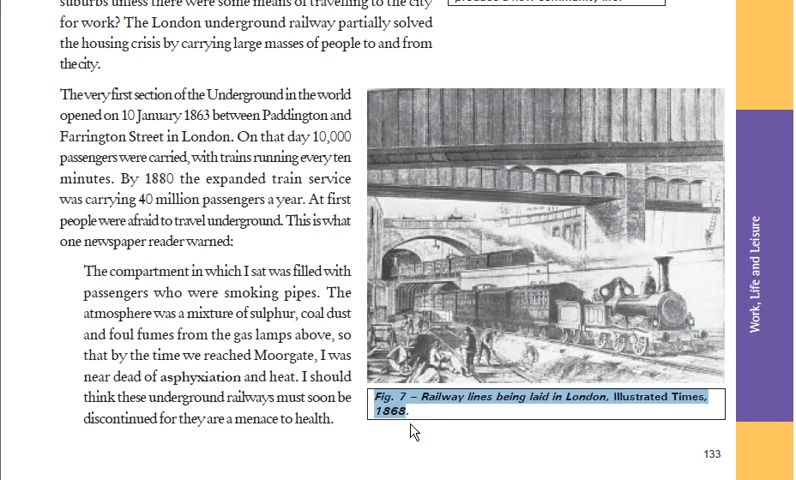 suburbs unless there were some means of travelling to the city
for work? The London underground railway partially solved
the housing crisis by carrying large masses of people to and from
the city.
The very first section of the Underground in the world
opened on 10 January 1863 between Paddington and
Farrington Street in London. On that day 10,000
passengers were carried, with trains running every ten
minutes. By 1880 the expanded train service
was carrying 40 million passengers a year. At first
people were afraid to travel underground. This is what
one newspaper reader warned:
The compartment in which I sat was filled with
passengers who were smoking pipes. The
atmosphere was a mixture of sulphur, coal dust
and foul fumes from the gas lamps above, so
that by the time we reached Moorgate, I was
near dead of asphyxiation and heat. I should
think these underground railways must soon be
discontinued for they are a menace to health.
Fig. 7 – Railway lines being laid in London, Illustrated Times,
1868.
Work, Life and Leisure
133